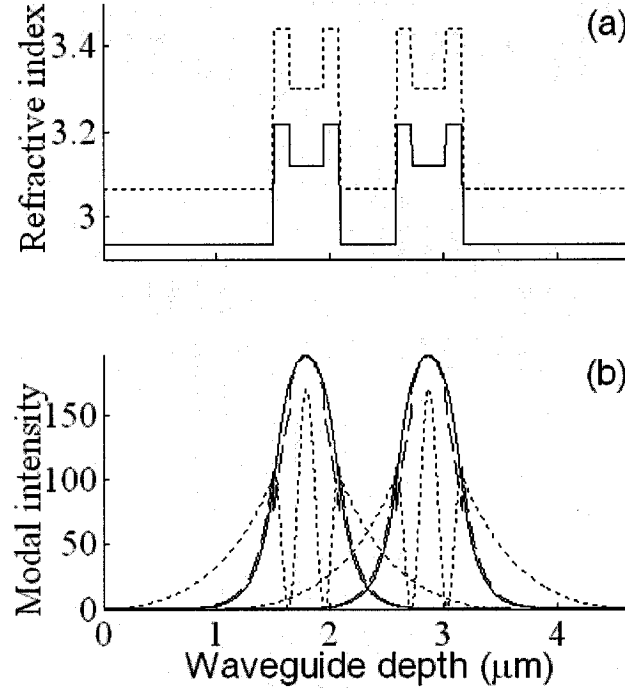 (a)
Refractive index
3.4
3.2
3
(b)
Modal intensity
150
100
50
0
0 1 2 3 4
Waveguide depth (μm)